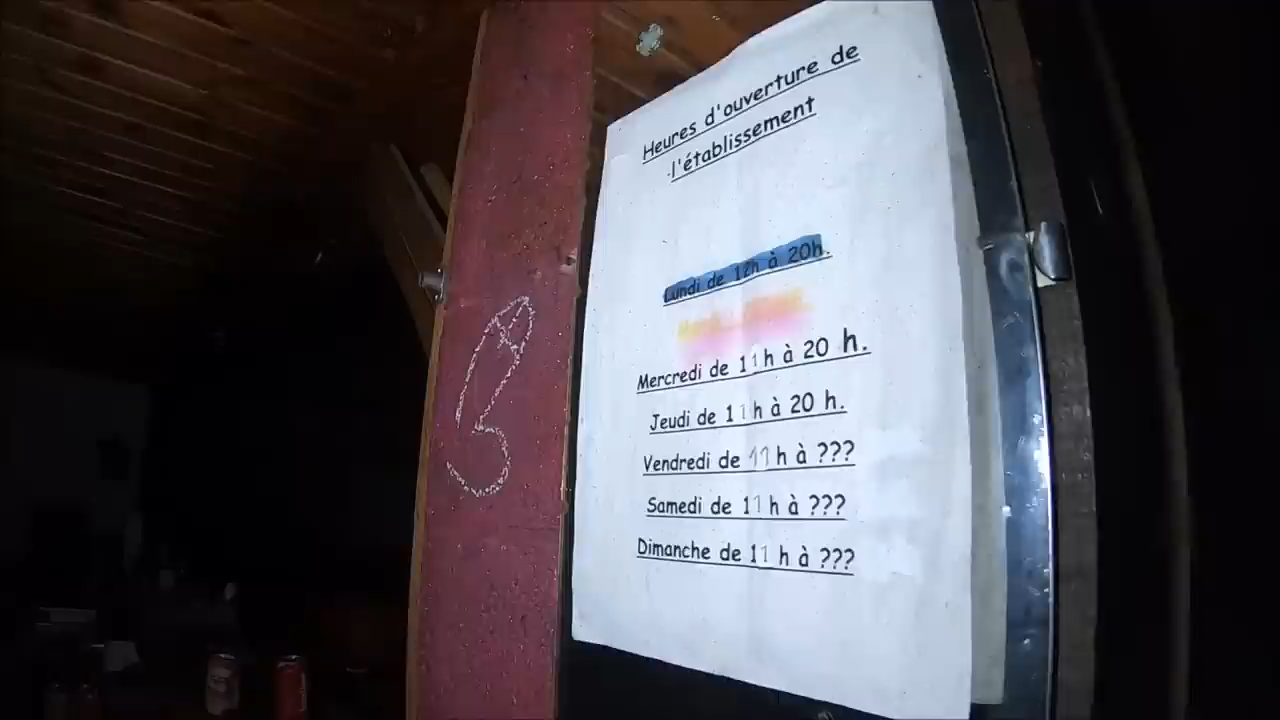 Heures d'ouverture de
l'établissement
Lundi de 12h à 20h.
Mercredi de 11h à 20 h.
Jeudi de 11h à 20 h.
Vendredi de 11h à ???
Samedi de 11h à ???
Dimanche de 11 h à ???